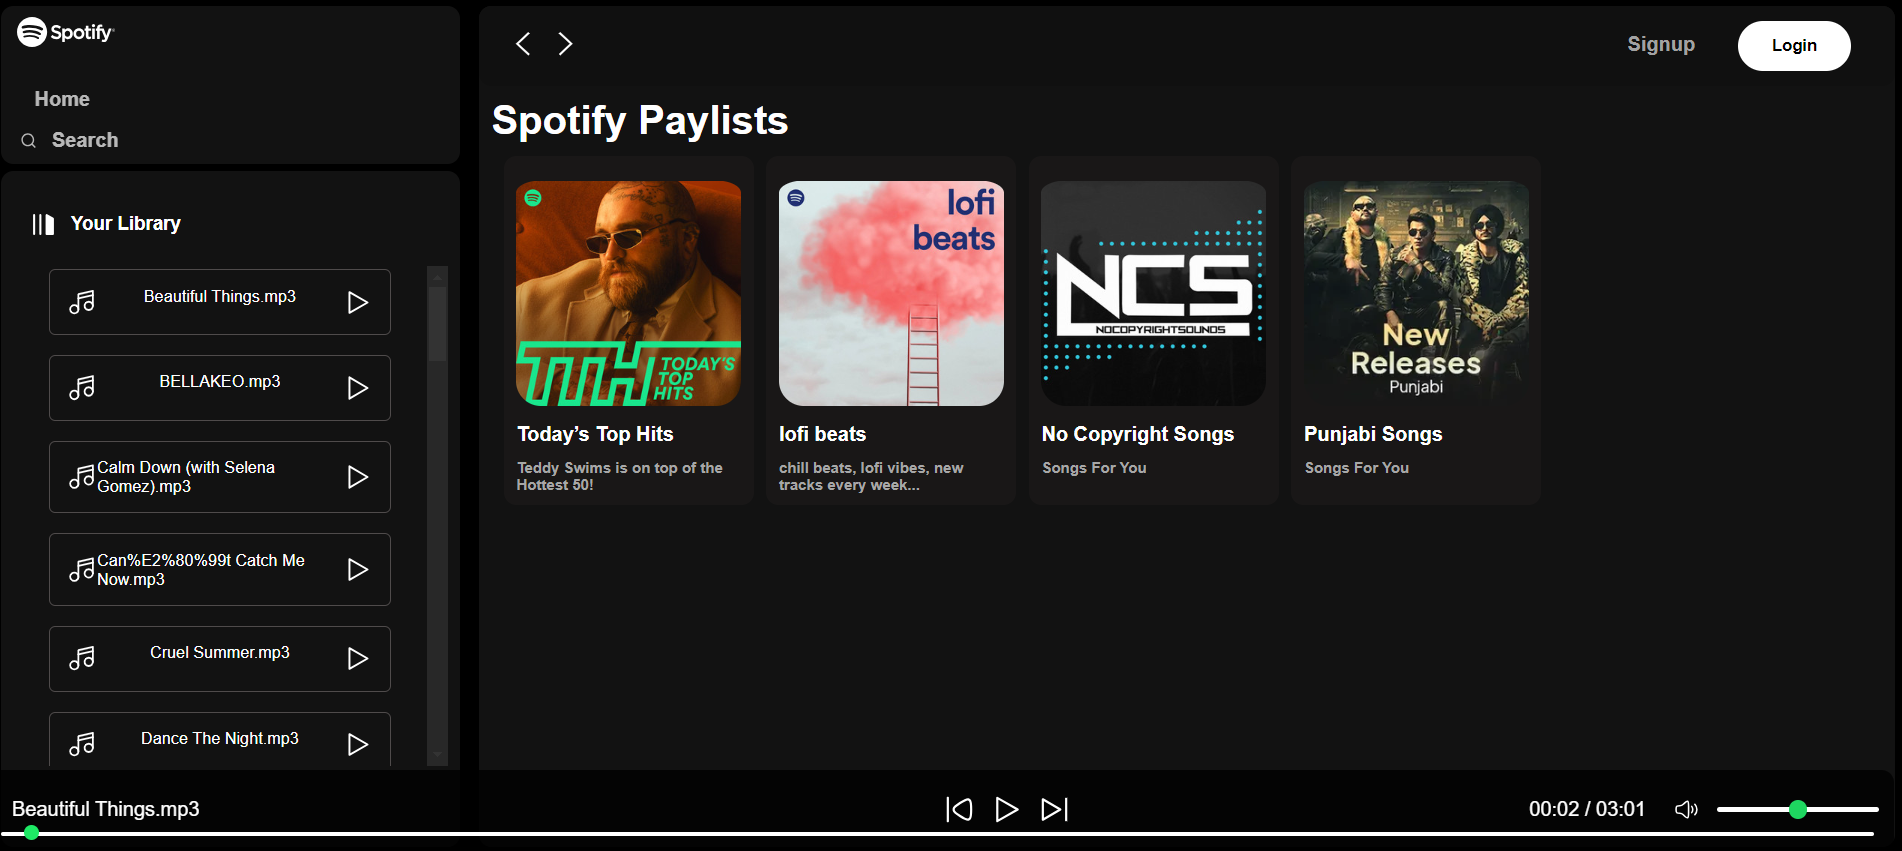 Spotify
Home
Search
Your Library
Beautiful Things.mp3
BELLAKEO.mp3
Calm Down (with Selena
Gomez).mp3
Can%E2%80%99t Catch Me
Now.mp3
Cruel Summer.mp3
Dance The Night.mp3
Signup
Login
Spotify Paylists
TTH TODAY'S
TOP
HITS
Today’s Top Hits
Teddy Swims is on top of the
Hottest 50!
lofi
beats
lofi beats
chill beats, lofi vibes, new
tracks every week...
NCS
NOCOPYRIGHTSOUNDS
No Copyright Songs
Songs For You
New
Releases
Punjabi
Punjabi Songs
Songs For You
Beautiful Things.mp3
00:02 / 03:01